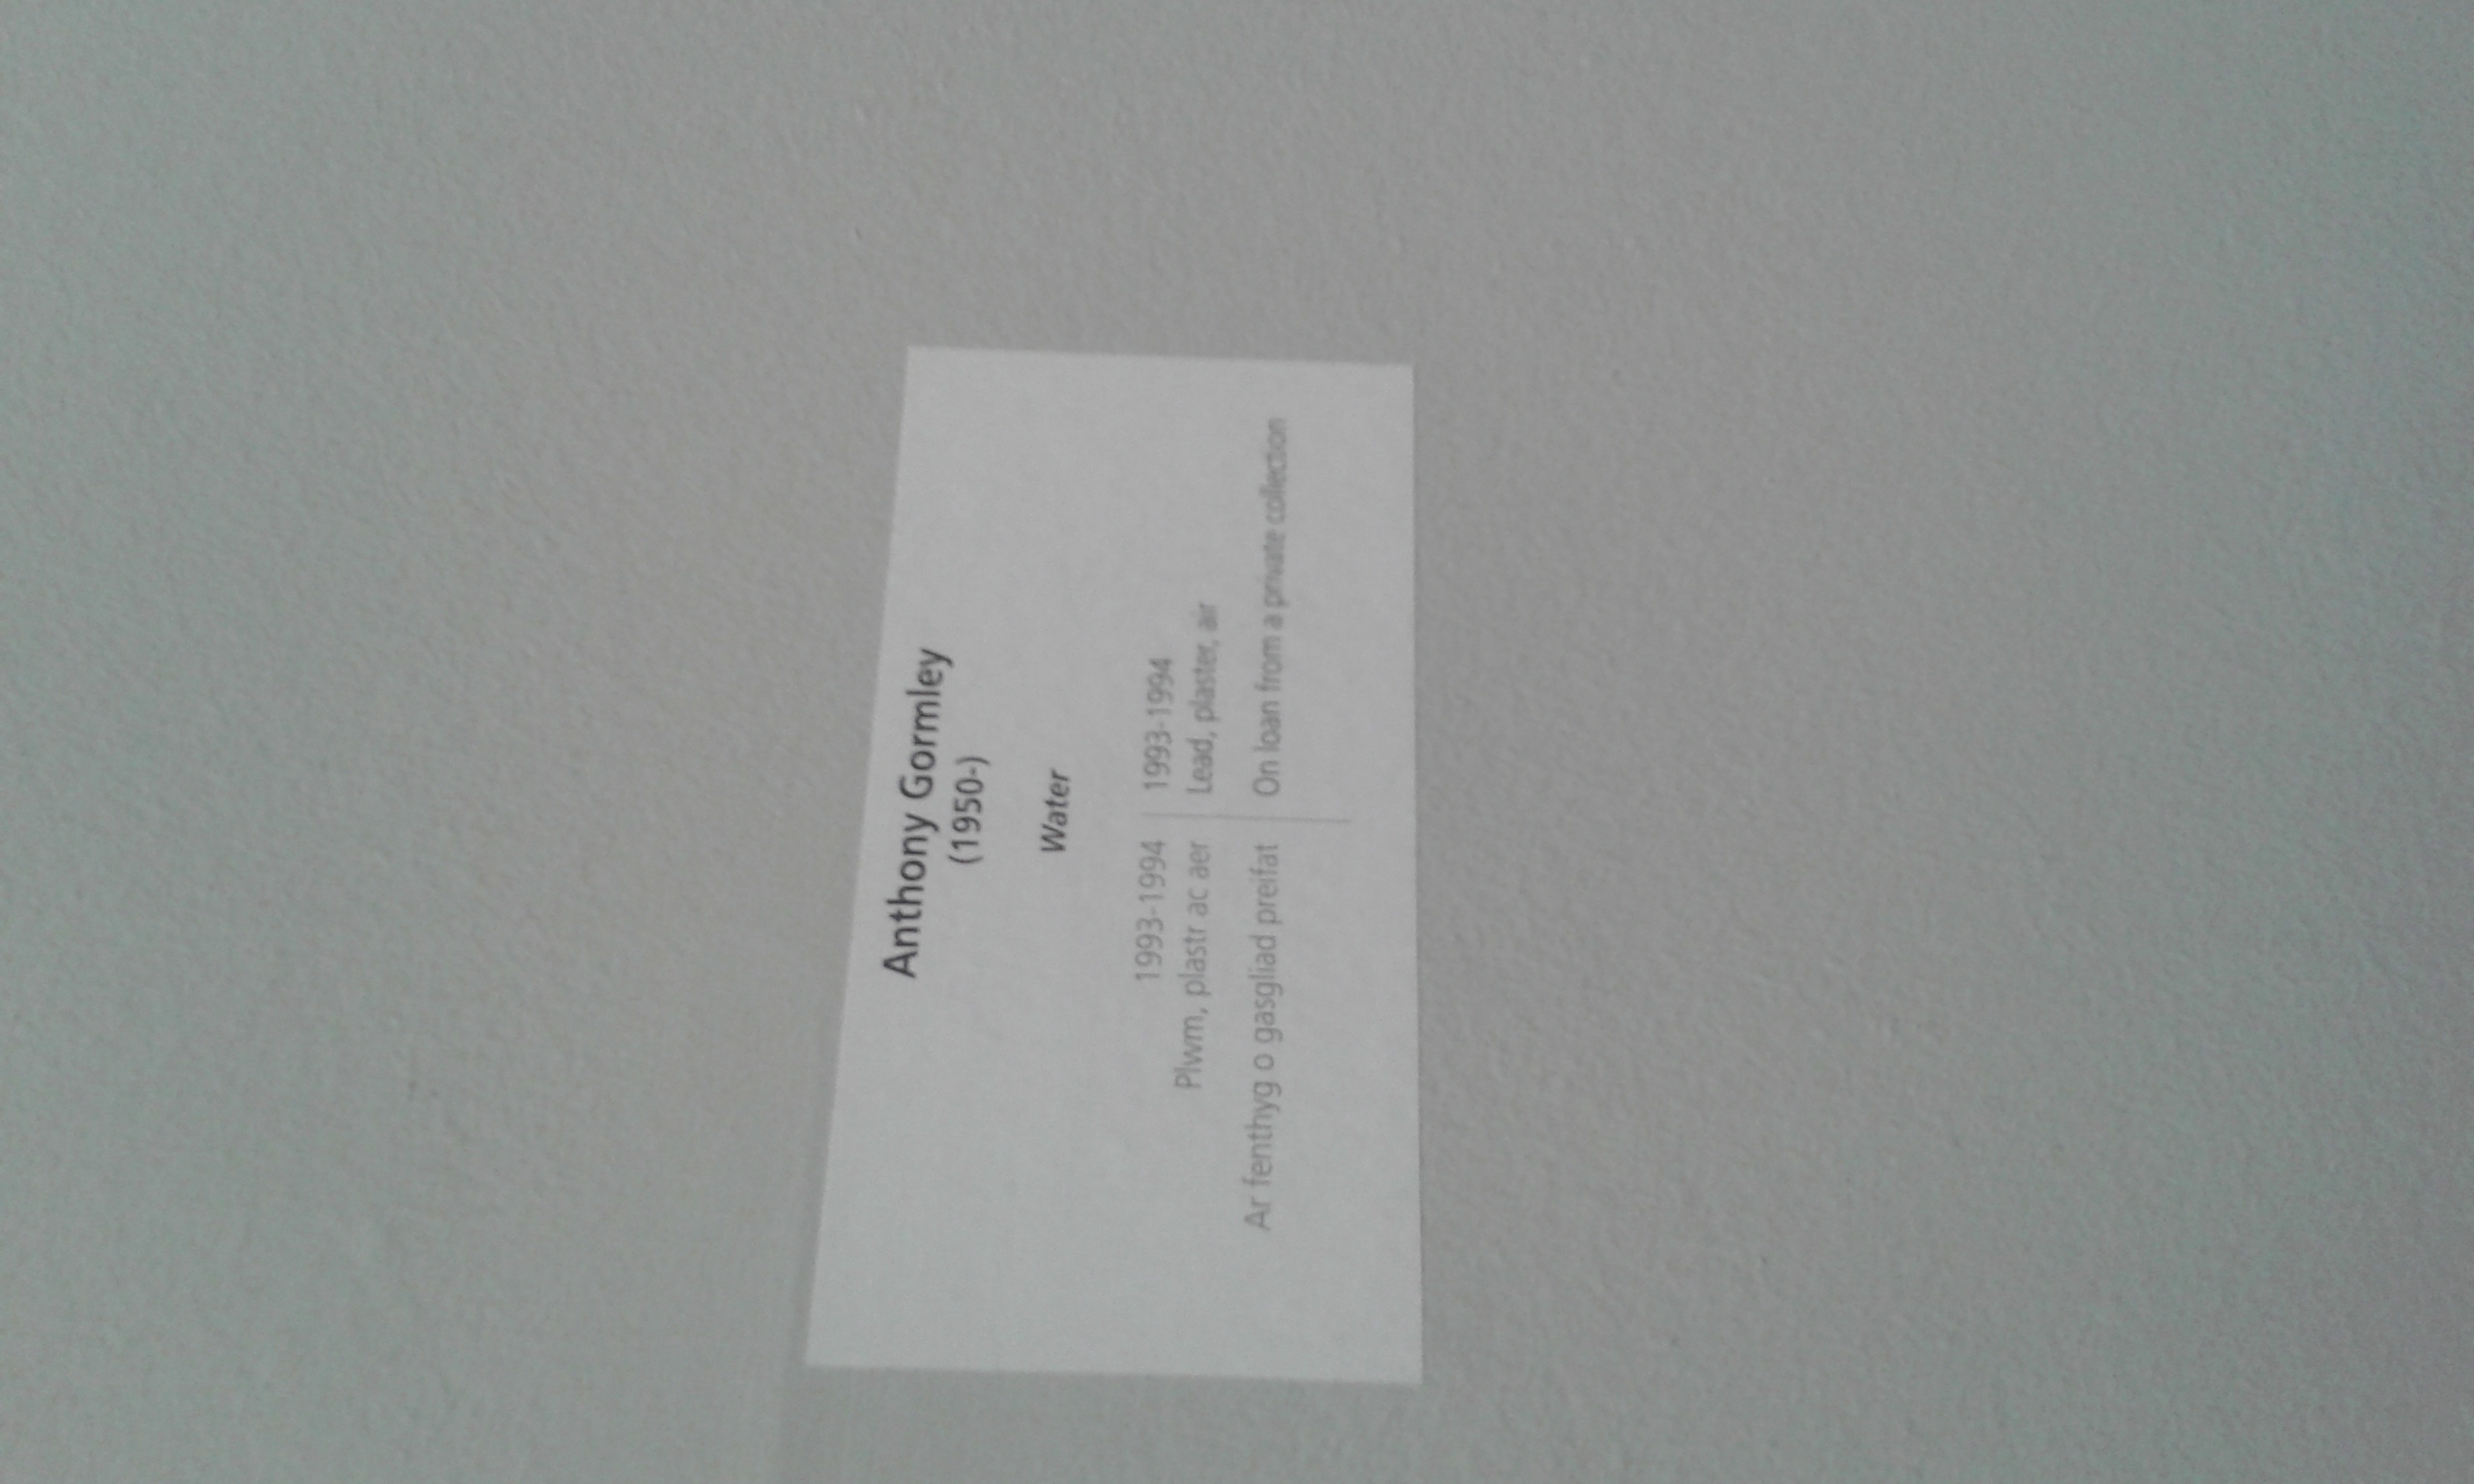 Anthony Gormley
(1950-)
Water
1993-1994
Plwm, plastr ac aer
Ar fenthyg o gasgliad preifat
1993-1994
Lead, plaster, air
On loan from a private collection